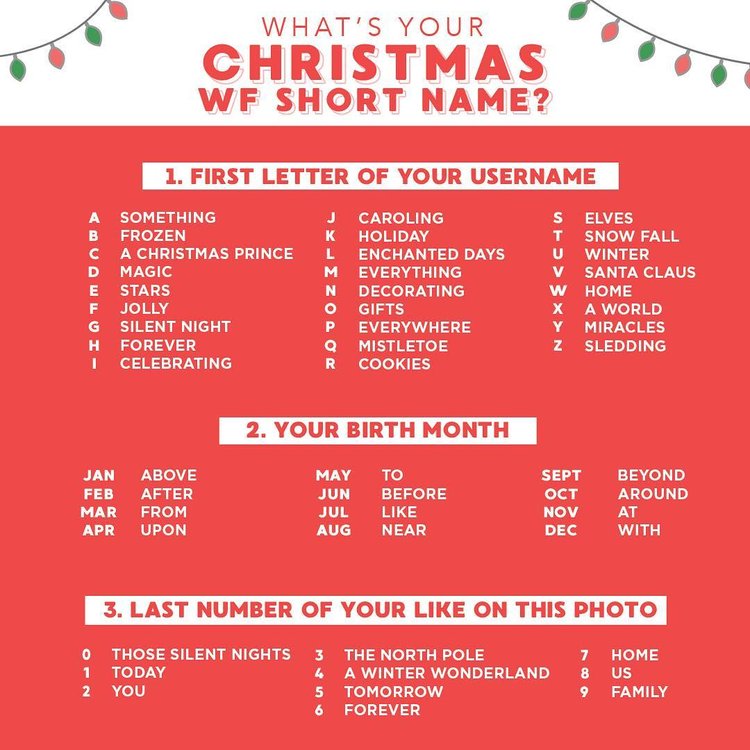 WHAT'S YOUR
CHRISTMAS
WF SHORT NAME?
1. FIRST LETTER OF YOUR USERNAME
A SOMETHING
B FROZEN
C A CHRISTMAS PRINCE
D MAGIC
E STARS
F JOLLY
G SILENT NIGHT
H FOREVER
I CELEBRATING
J CAROLING
K HOLIDAY
L ENCHANTED DAYS
M EVERYTHING
N DECORATING
O GIFTS
P EVERYWHERE
Q MISTLETOE
R COOKIES
S ELVES
T SNOW FALL
U WINTER
V SANTA CLAUS
W HOME
X A WORLD
Y MIRACLES
Z SLEDDING
2. YOUR BIRTH MONTH
JAN ABOVE
FEB AFTER
MAR FROM
APR UPON
MAY TO
JUN BEFORE
JUL LIKE
AUG NEAR
SEPT BEYOND
OCT AROUND
NOV AT
DEC WITH
3. LAST NUMBER OF YOUR LIKE ON THIS PHOTO
0 THOSE SILENT NIGHTS
1 TODAY
2 YOU
3 THE NORTH POLE
4 A WINTER WONDERLAND
5 TOMORROW
6 FOREVER
7 HOME
8 US
9 FAMILY